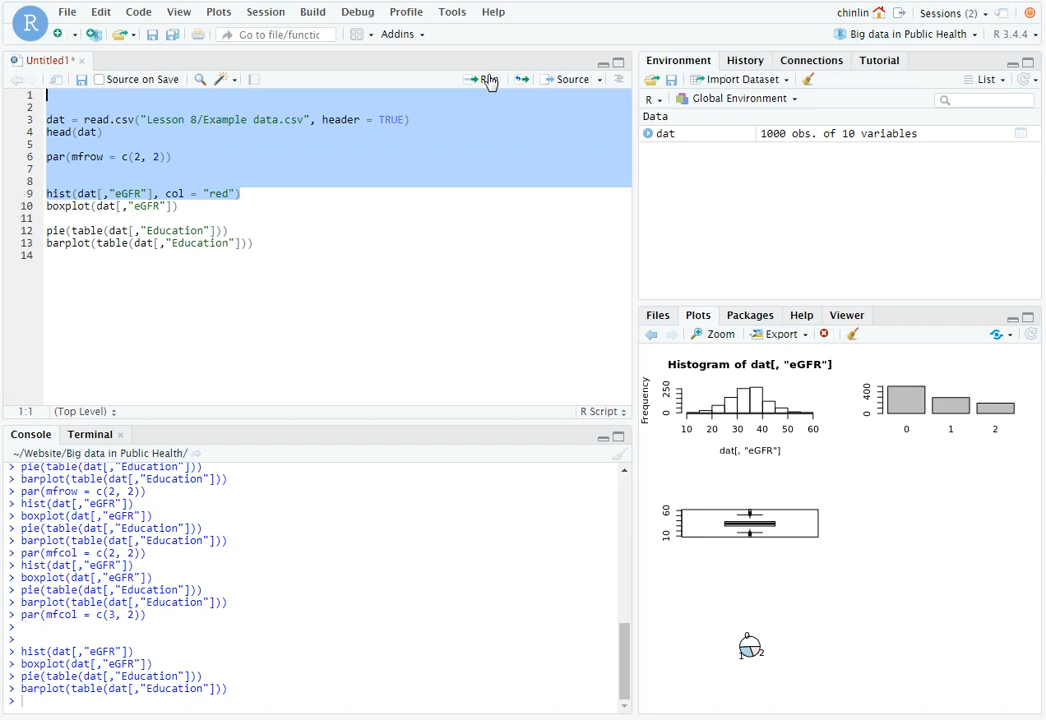 R
File Edit Code View Plots Session Build Debug Profile Tools Help
chinlin Sessions (2)
Go to file/functic Addins
Big data in Public Health R 3.4.4
Untitled1*
Source on Save Source
1
2
3 dat = read.csv("Lesson 8/Example data.csv", header = TRUE)
4 head(dat)
5
6 par(mfrow = c(2, 2))
7
8
9 hist(dat[,"eGFR"], col = "red")
10 boxplot(dat[,"eGFR"])
11
12 pie(table(dat[,"Education"]))
13 barplot(table(dat[,"Education"]))
14
1:1 (Top Level) R Script
Console Terminal
~/Website/Big data in Public Health/
> pie(table(dat[,"Education"]))
> barplot(table(dat[,"Education"]))
> par(mfrow = c(2, 2))
> hist(dat[,"eGFR"])
> boxplot(dat[,"eGFR"])
> pie(table(dat[,"Education"]))
> barplot(table(dat[,"Education"]))
> par(mfcol = c(2, 2))
> hist(dat[,"eGFR"])
> boxplot(dat[,"eGFR"])
> pie(table(dat[,"Education"]))
> barplot(table(dat[,"Education"]))
> par(mfcol = c(3, 2))
>
>
> hist(dat[,"eGFR"])
> boxplot(dat[,"eGFR"])
> pie(table(dat[,"Education"]))
> barplot(table(dat[,"Education"]))
>
Environment History Connections Tutorial
Import Dataset List
R Global Environment
Data
dat 1000 obs. of 10 variables
Files Plots Packages Help Viewer
Zoom Export
Histogram of dat[, "eGFR"]
Frequency
0 250
10 20 30 40 50 60
dat[, "eGFR"]
0 400
0 1 2
10 60
0
1 2